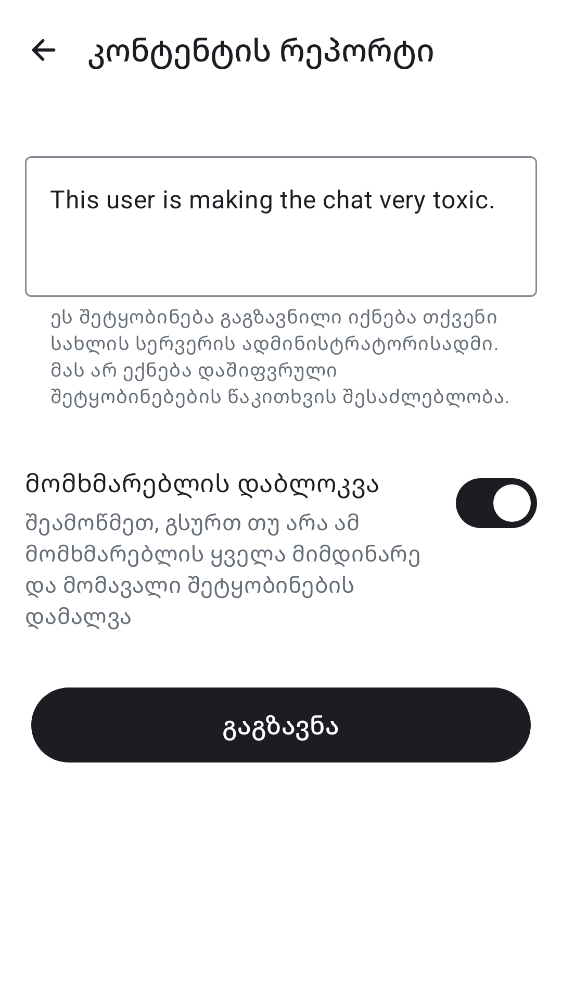 კონტენტის რეპორტი
This user is making the chat very toxic.
ეს შეტყობინება გაგზავნილი იქნება თქვენი
სახლის სერვერის ადმინისტრატორისადმი.
მას არ ექნება დაშიფვრული
შეტყობინებების წაკითხვის შესაძლებლობა.
მომხმარებლის დაბლოკვა
შეამოწმეთ, გსურთ თუ არა ამ
მომხმარებლის ყველა მიმდინარე
და მომავალი შეტყობინების
დამალვა
გაგზავნა